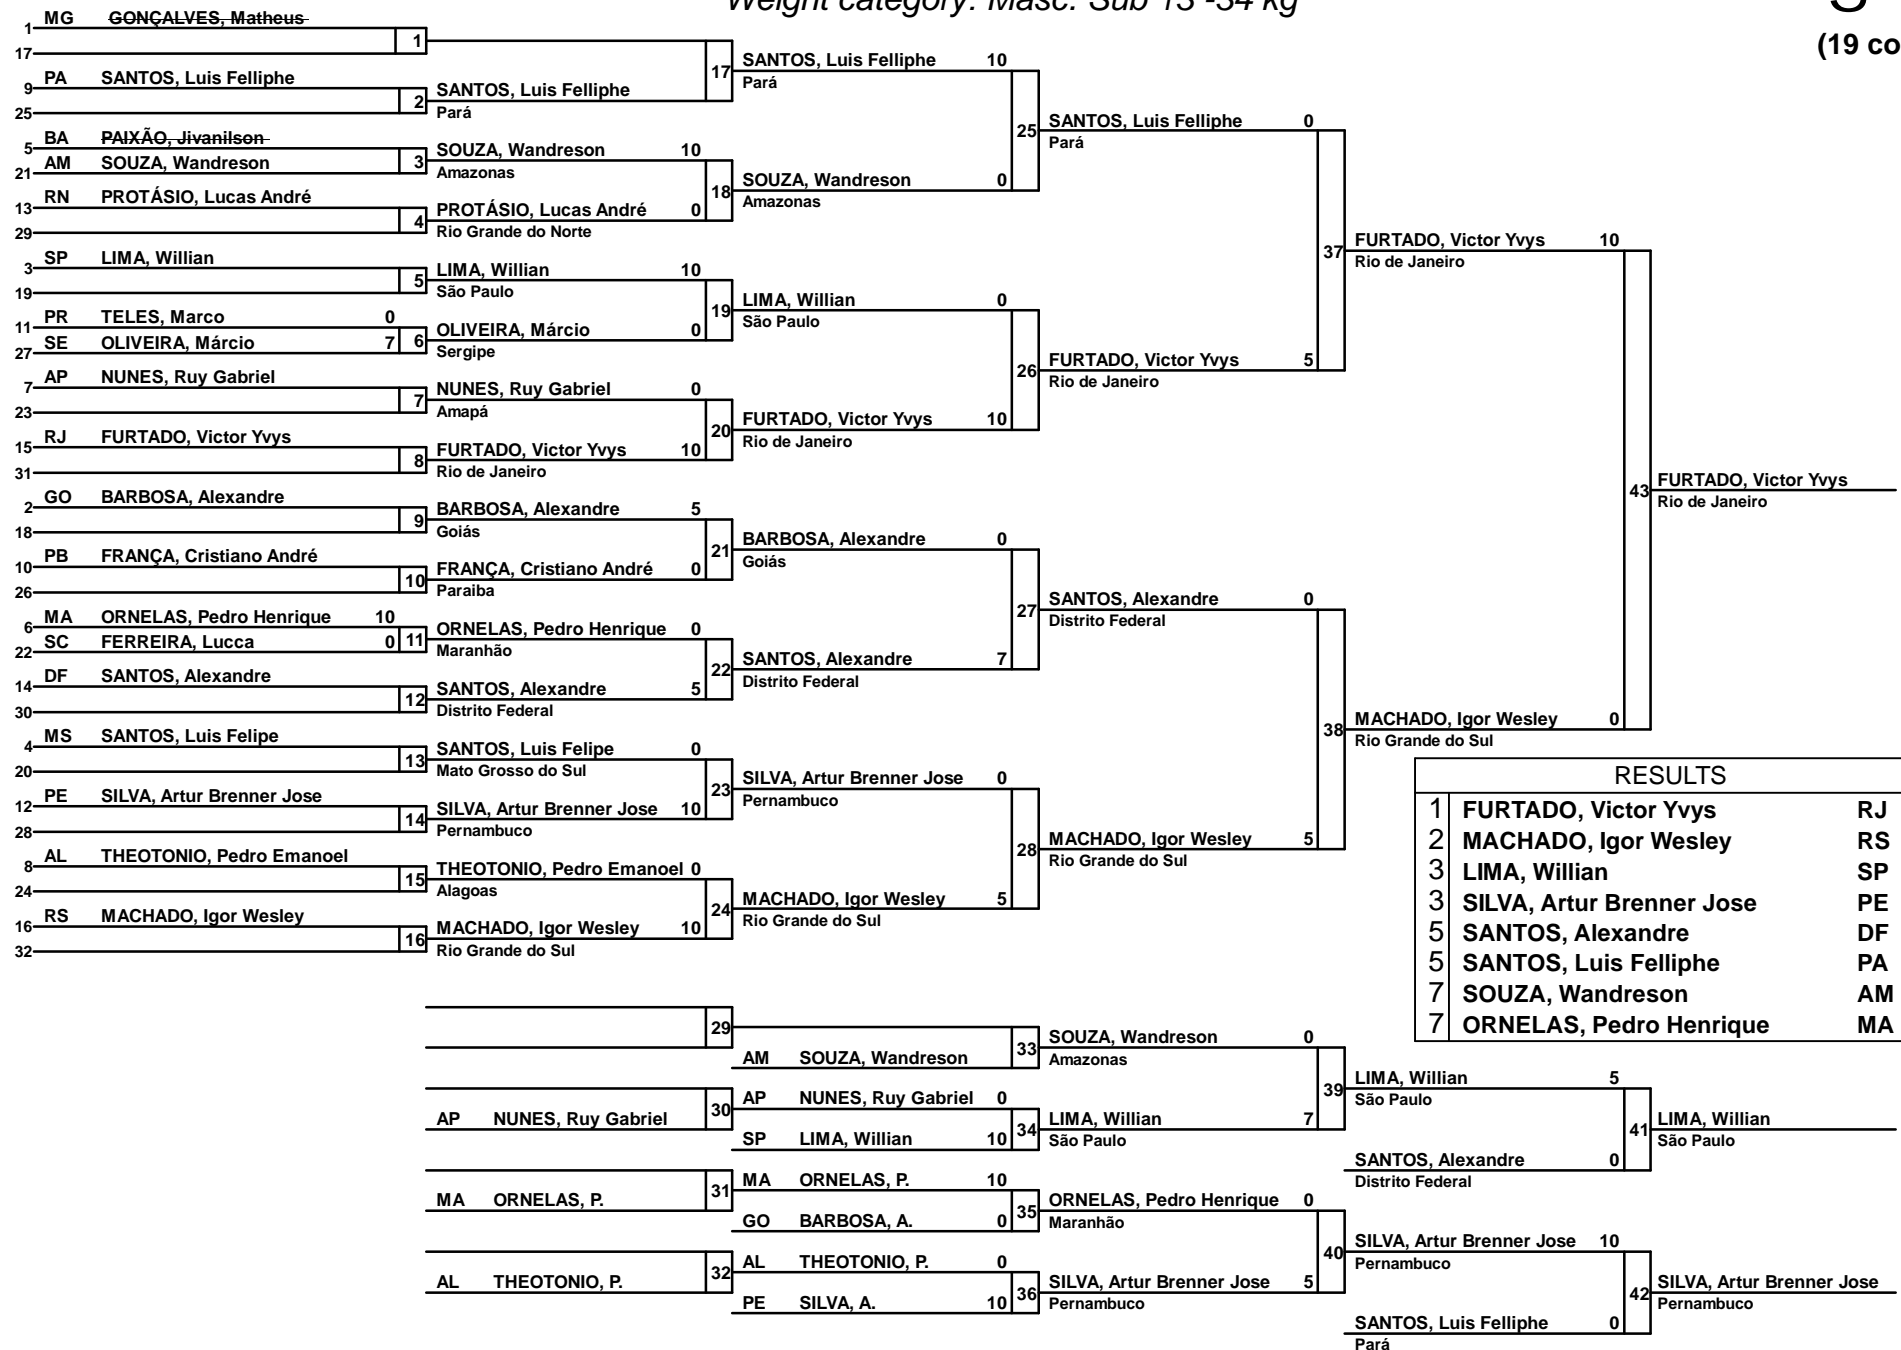 Weight category: Masc. Sub 13 -34 kg
(19 co
1 MG GONÇALVES, Matheus
17
1
9 PA SANTOS, Luis Felliphe
25
2
5 BA PAIXÃO, Jivanilson
21 AM SOUZA, Wandreson
3
13 RN PROTÁSIO, Lucas André
29
4
3 SP LIMA, Willian
19
5
11 PR TELES, Marco 0
27 SE OLIVEIRA, Márcio 7
6
7 AP NUNES, Ruy Gabriel
23
7
15 RJ FURTADO, Victor Yvys
31
8
2 GO BARBOSA, Alexandre
18
9
10 PB FRANÇA, Cristiano André
26
10
6 MA ORNELAS, Pedro Henrique 10
22 SC FERREIRA, Lucca 0
11
14 DF SANTOS, Alexandre
30
12
4 MS SANTOS, Luis Felipe
20
13
12 PE SILVA, Artur Brenner Jose
28
14
8 AL THEOTONIO, Pedro Emanoel
24
15
16 RS MACHADO, Igor Wesley
32
16
SANTOS, Luis Felliphe
Pará
17
SOUZA, Wandreson 10
Amazonas
18
PROTÁSIO, Lucas André 0
Rio Grande do Norte
LIMA, Willian 10
São Paulo
19
OLIVEIRA, Márcio 0
Sergipe
NUNES, Ruy Gabriel 0
Amapá
20
FURTADO, Victor Yvys 10
Rio de Janeiro
BARBOSA, Alexandre 5
Goiás
21
FRANÇA, Cristiano André 0
Paraiba
ORNELAS, Pedro Henrique 0
Maranhão
22
SANTOS, Alexandre 5
Distrito Federal
SANTOS, Luis Felipe 0
Mato Grosso do Sul
23
SILVA, Artur Brenner Jose 10
Pernambuco
THEOTONIO, Pedro Emanoel 0
Alagoas
24
MACHADO, Igor Wesley 10
Rio Grande do Sul
SANTOS, Luis Felliphe 10
Pará
25
SOUZA, Wandreson 0
Amazonas
LIMA, Willian 0
São Paulo
26
FURTADO, Victor Yvys 10
Rio de Janeiro
BARBOSA, Alexandre 0
Goiás
27
SANTOS, Alexandre 7
Distrito Federal
SILVA, Artur Brenner Jose 0
Pernambuco
28
MACHADO, Igor Wesley 5
Rio Grande do Sul
SANTOS, Luis Felliphe 0
Pará
37
FURTADO, Victor Yvys 5
Rio de Janeiro
SANTOS, Alexandre 0
Distrito Federal
38
MACHADO, Igor Wesley 5
Rio Grande do Sul
FURTADO, Victor Yvys 10
Rio de Janeiro
43
MACHADO, Igor Wesley 0
Rio Grande do Sul
FURTADO, Victor Yvys
Rio de Janeiro
RESULTS
1 FURTADO, Victor Yvys RJ
2 MACHADO, Igor Wesley RS
3 LIMA, Willian SP
3 SILVA, Artur Brenner Jose PE
5 SANTOS, Alexandre DF
5 SANTOS, Luis Felliphe PA
7 SOUZA, Wandreson AM
7 ORNELAS, Pedro Henrique MA
29
AP NUNES, Ruy Gabriel
30
MA ORNELAS, P.
31
AL THEOTONIO, P.
32
AM SOUZA, Wandreson
33
AP NUNES, Ruy Gabriel 0
34
SP LIMA, Willian 10
MA ORNELAS, P. 10
35
GO BARBOSA, A. 0
AL THEOTONIO, P. 0
36
PE SILVA, A. 10
SOUZA, Wandreson 0
Amazonas
39
LIMA, Willian 7
São Paulo
ORNELAS, Pedro Henrique 0
Maranhão
40
SILVA, Artur Brenner Jose 5
Pernambuco
LIMA, Willian 5
São Paulo
41
SANTOS, Alexandre 0
Distrito Federal
SILVA, Artur Brenner Jose 10
Pernambuco
42
SANTOS, Luis Felliphe 0
Pará
LIMA, Willian
São Paulo
SILVA, Artur Brenner Jose
Pernambuco